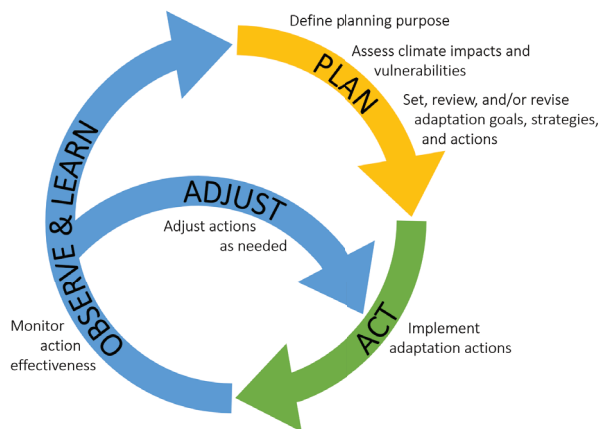 Define planning purpose
PLAN
Assess climate impacts and
vulnerabilities
Set, review, and/or revise
adaptation goals, strategies,
and actions
OBSERVE & LEARN
ADJUST
Adjust actions
as needed
Monitor
action
effectiveness
ACT
Implement
adaptation actions